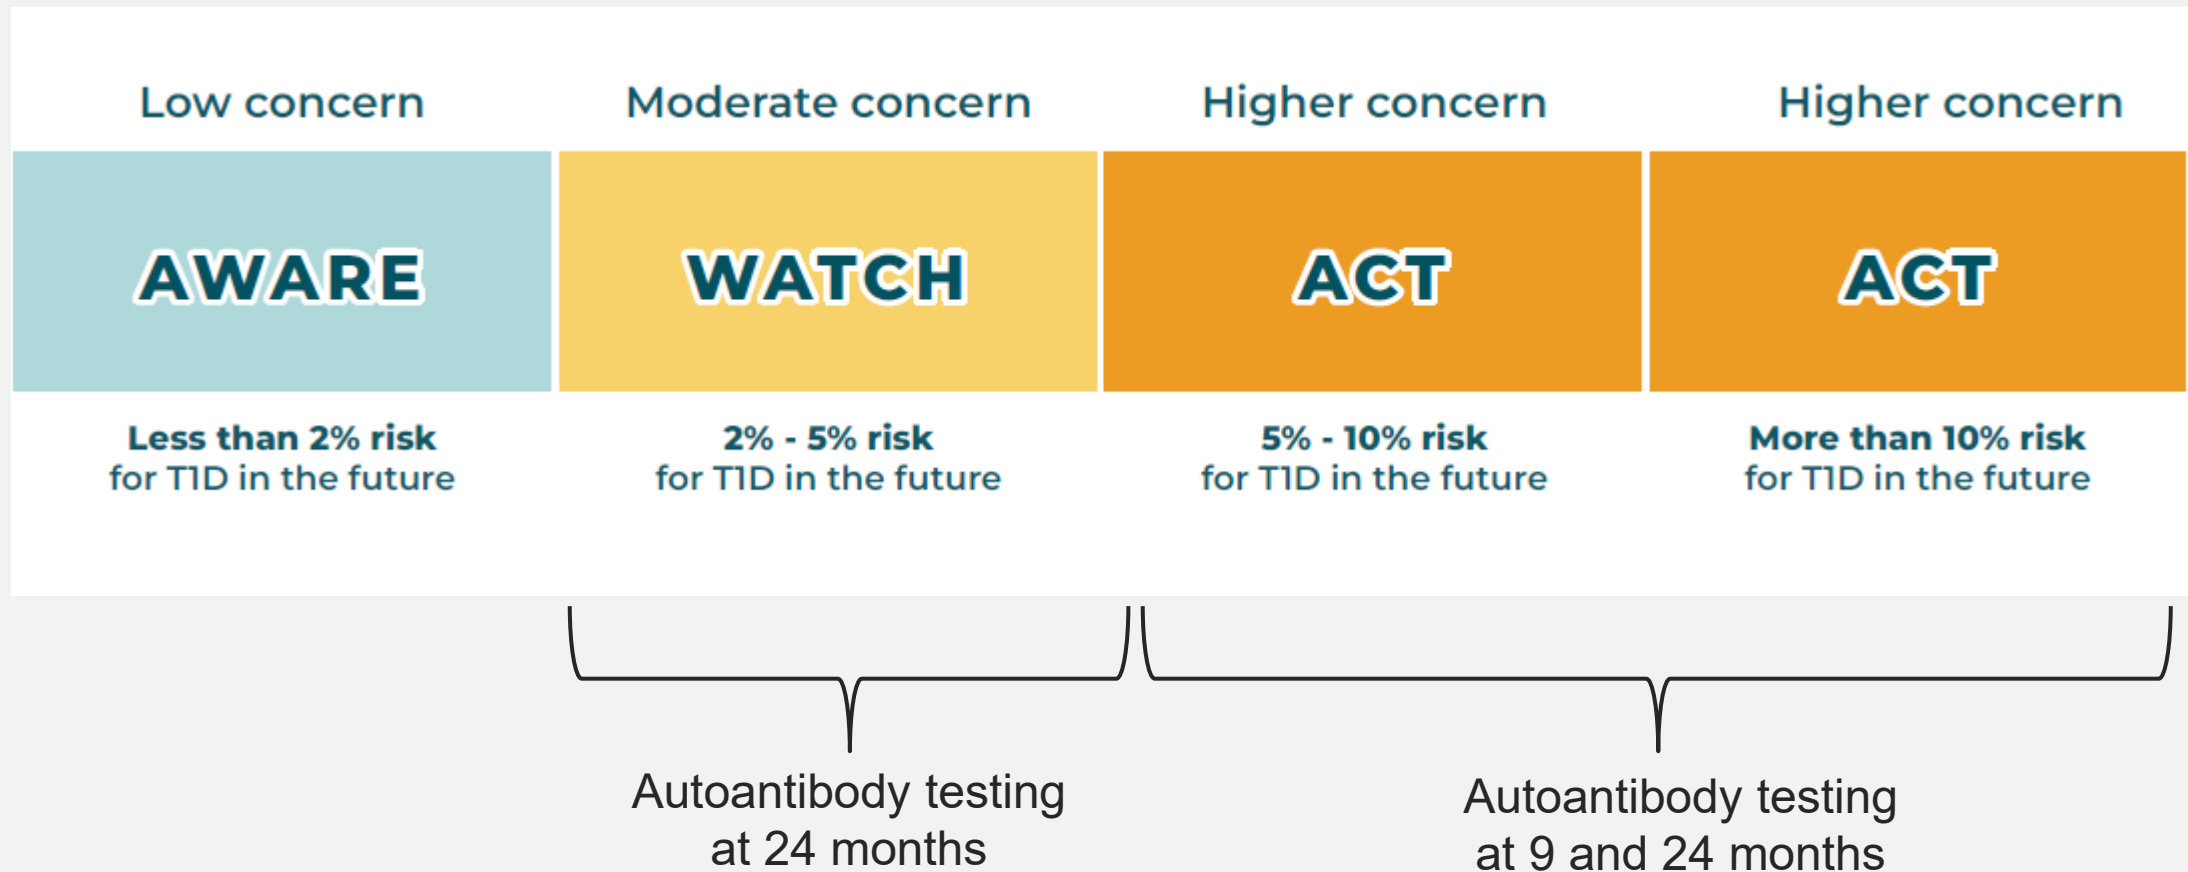 Low concern
Moderate concern
Higher concern
Higher concern
AWARE
WATCH
ACT
ACT
Less than 2% risk
for T1D in the future
2% - 5% risk
for T1D in the future
5% - 10% risk
for T1D in the future
More than 10% risk
for T1D in the future
Autoantibody testing
at 24 months
Autoantibody testing
at 9 and 24 months